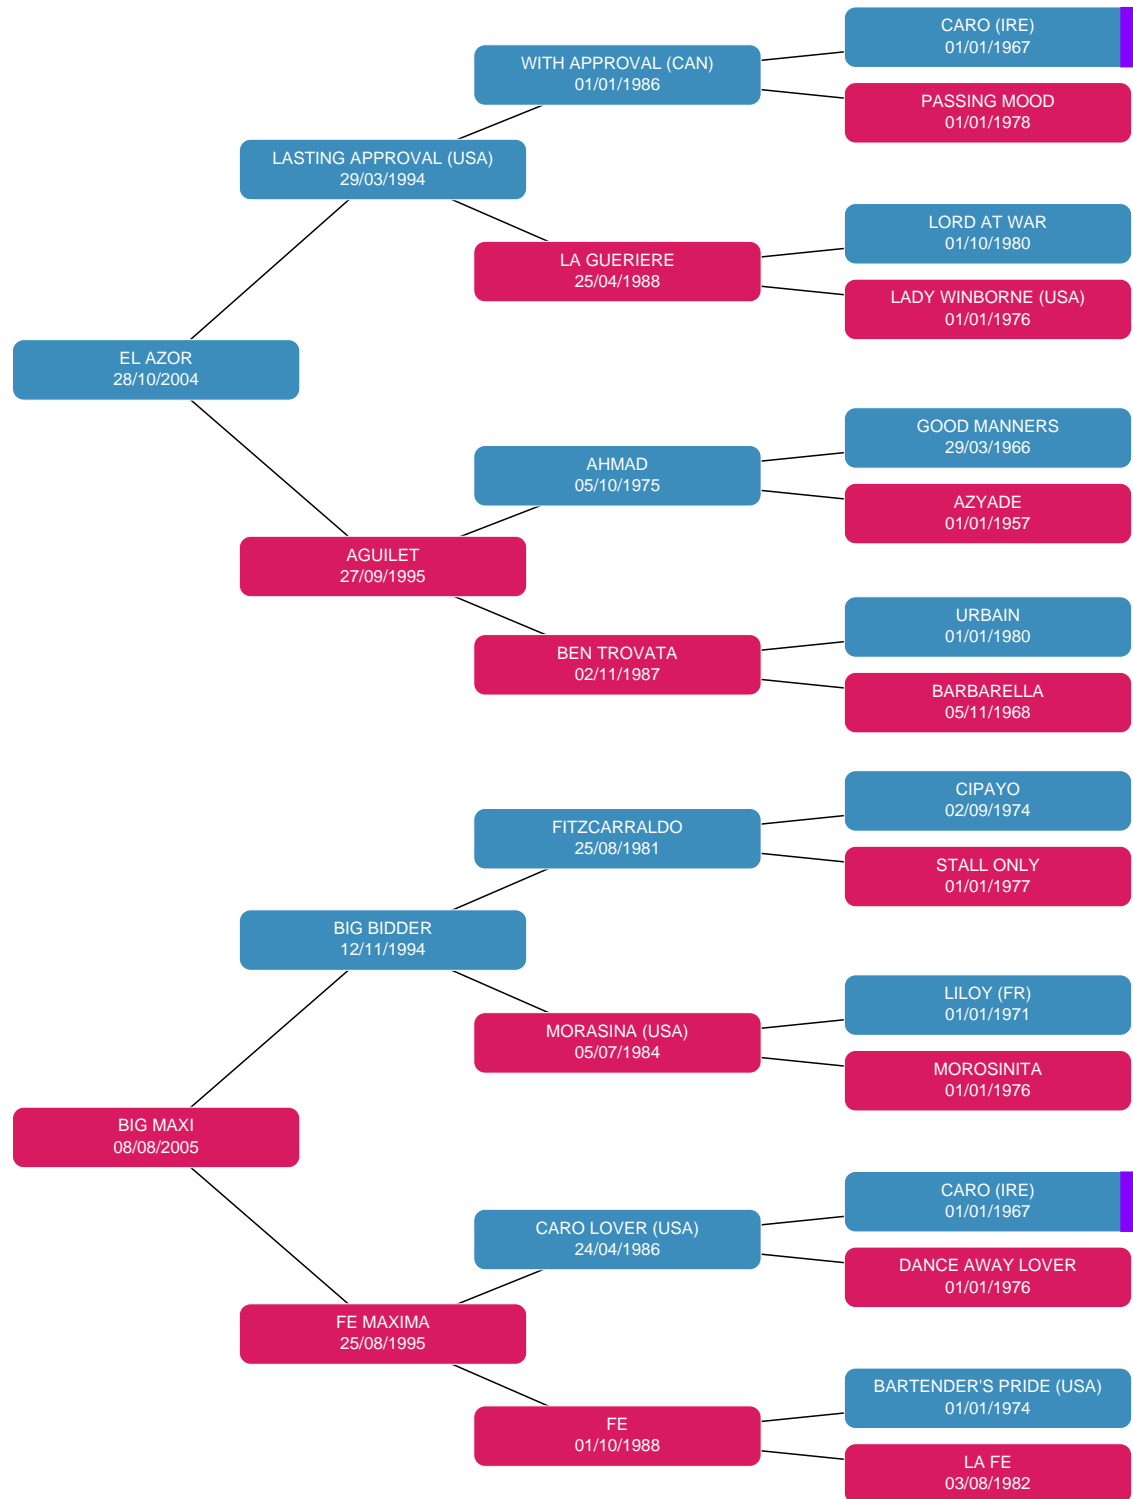 CARO (IRE)
01/01/1967
WITH APPROVAL (CAN)
01/01/1986
PASSING MOOD
01/01/1978
LASTING APPROVAL (USA)
29/03/1994
LORD AT WAR
01/10/1980
LA GUERIERE
25/04/1988
LADY WINBORNE (USA)
01/01/1976
EL AZOR
28/10/2004
GOOD MANNERS
29/03/1966
AHMAD
05/10/1975
AZYADE
01/01/1957
AGUILET
27/09/1995
URBAIN
01/01/1980
BEN TROVATA
02/11/1987
BARBARELLA
05/11/1968
CIPAYO
02/09/1974
FITZCARRALDO
25/08/1981
STALL ONLY
01/01/1977
BIG BIDDER
12/11/1994
LILOY (FR)
01/01/1971
MORASINA (USA)
05/07/1984
MOROSINITA
01/01/1976
BIG MAXI
08/08/2005
CARO (IRE)
01/01/1967
CARO LOVER (USA)
24/04/1986
DANCE AWAY LOVER
01/01/1976
FE MAXIMA
25/08/1995
BARTENDER'S PRIDE (USA)
01/01/1974
FE
01/10/1988
LA FE
03/08/1982